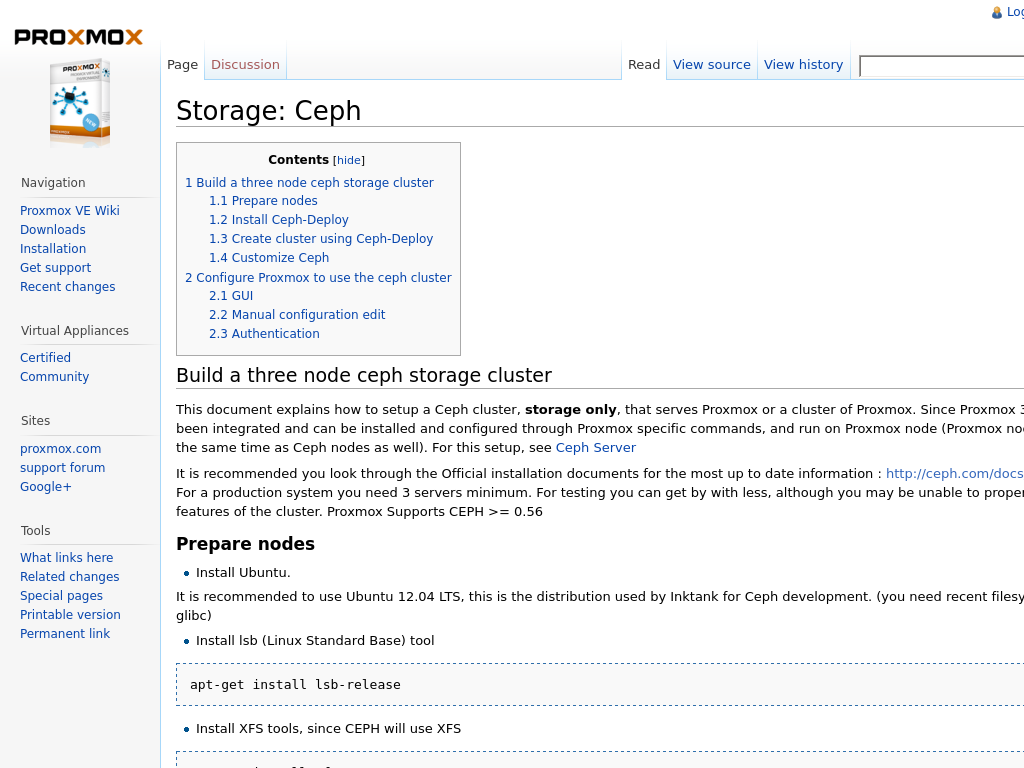 Log
PROXMOX
Page
Discussion
Read
View source
View history
Storage: Ceph
Contents [hide]
1 Build a three node ceph storage cluster
1.1 Prepare nodes
1.2 Install Ceph-Deploy
1.3 Create cluster using Ceph-Deploy
1.4 Customize Ceph
2 Configure Proxmox to use the ceph cluster
2.1 GUI
2.2 Manual configuration edit
2.3 Authentication
Navigation
Proxmox VE Wiki
Downloads
Installation
Get support
Recent changes
Virtual Appliances
Certified
Community
Sites
proxmox.com
support forum
Google+
Tools
What links here
Related changes
Special pages
Printable version
Permanent link
Build a three node ceph storage cluster
This document explains how to setup a Ceph cluster, storage only, that serves Proxmox or a cluster of Proxmox. Since Proxmox 3
been integrated and can be installed and configured through Proxmox specific commands, and run on Proxmox node (Proxmox no
the same time as Ceph nodes as well). For this setup, see Ceph Server
It is recommended you look through the Official installation documents for the most up to date information : http://ceph.com/docs
For a production system you need 3 servers minimum. For testing you can get by with less, although you may be unable to proper
features of the cluster. Proxmox Supports CEPH >= 0.56
Prepare nodes
Install Ubuntu.
It is recommended to use Ubuntu 12.04 LTS, this is the distribution used by Inktank for Ceph development. (you need recent filesy
glibc)
Install lsb (Linux Standard Base) tool
apt-get install lsb-release
Install XFS tools, since CEPH will use XFS